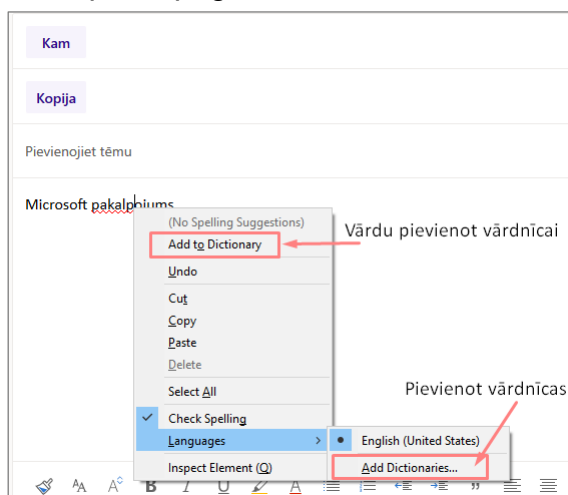 Kam
Kopija
Pievienojiet tēmu
Microsoft pakalpojums
(No Spelling Suggestions)
Add to Dictionary
Vārdu pievienot vārdnīcai
Undo
Cut
Copy
Paste
Delete
Select All
Pievienot vārdnīcas
Check Spelling
Languages
English (United States)
Inspect Element (Q)
Add Dictionaries...